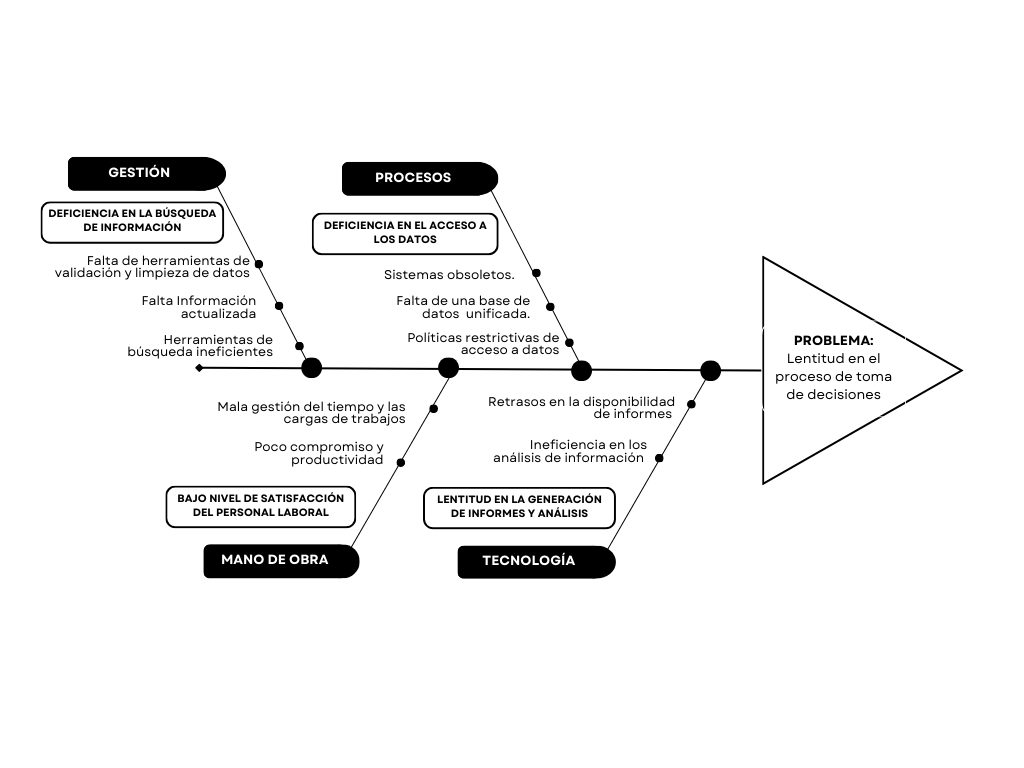 GESTIÓN
DEFICIENCIA EN LA BÚSQUEDA
DE INFORMACIÓN
Falta de herramientas de
validación y limpieza de datos
Falta Información
actualizada
Herramientas de
búsqueda ineficientes
PROCESOS
DEFICIENCIA EN EL ACCESO A
LOS DATOS
Sistemas obsoletos.
Falta de una base de
datos unificada.
Políticas restrictivas de
acceso a datos
PROBLEMA:
Lentitud en el
proceso de toma
de decisiones
Mala gestión del tiempo y las
cargas de trabajos
Poco compromiso y
productividad
BAJO NIVEL DE SATISFACCIÓN
DEL PERSONAL LABORAL
MANO DE OBRA
Retrasos en la disponibilidad
de informes
Ineficiencia en los
análisis de información
LENTITUD EN LA GENERACIÓN
DE INFORMES Y ANÁLISIS
TECNOLOGÍA